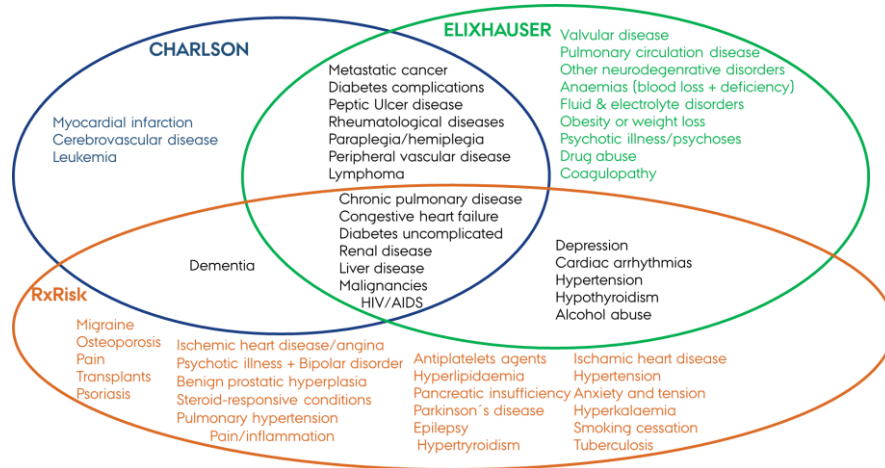 CHARLSON
ELIXHAUSER
Myocardial infarction
Cerebrovascular disease
Leukemia
Metastatic cancer
Diabetes complications
Peptic Ulcer disease
Rheumatological diseases
Paraplegia/hemiplegia
Peripheral vascular disease
Lymphoma
Valvular disease
Pulmonary circulation disease
Other neurodegenrative disorders
Anaemias (blood loss + deficiency)
Fluid & electrolyte disorders
Obesity or weight loss
Psychotic illness/psychoses
Drug abuse
Coagulopathy
Chronic pulmonary disease
Congestive heart failure
Diabetes uncomplicated
Renal disease
Liver disease
Malignancies
HIV/AIDS
Dementia
Depression
Cardiac arrhythmias
Hypertension
Hypothyroidism
Alcohol abuse
RxRisk
Migraine
Osteoporosis
Pain
Transplants
Psoriasis
Ischemic heart disease/angina
Psychotic illness + Bipolar disorder
Benign prostatic hyperplasia
Steroid-responsive conditions
Pulmonary hypertension
Pain/inflammation
Antiplatelets agents
Hyperlipidaemia
Pancreatic insufficiency
Parkinson´s disease
Epilepsy
Hypertryroidism
Ischamic heart disease
Hypertension
Anxiety and tension
Hyperkalaemia
Smoking cessation
Tuberculosis